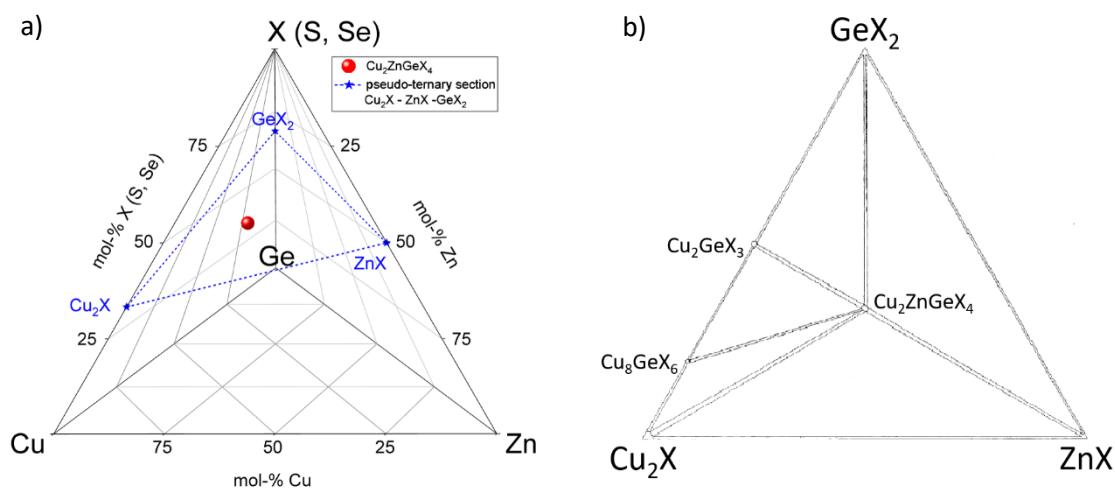 a)
X (S, Se)
Cu₂ZnGeX₄
pseudo-ternary section
Cu₂X - ZnX -GeX₂
GeX₂
75
25
mol-% X (S, Se)
mol-% Zn
50
50
Ge
ZnX
Cu₂X
25
75
Cu
Zn
75
50
25
mol-% Cu
b)
GeX₂
Cu₂GeX₃
Cu₂ZnGeX₄
Cu₈GeX₆
Cu₂X
ZnX